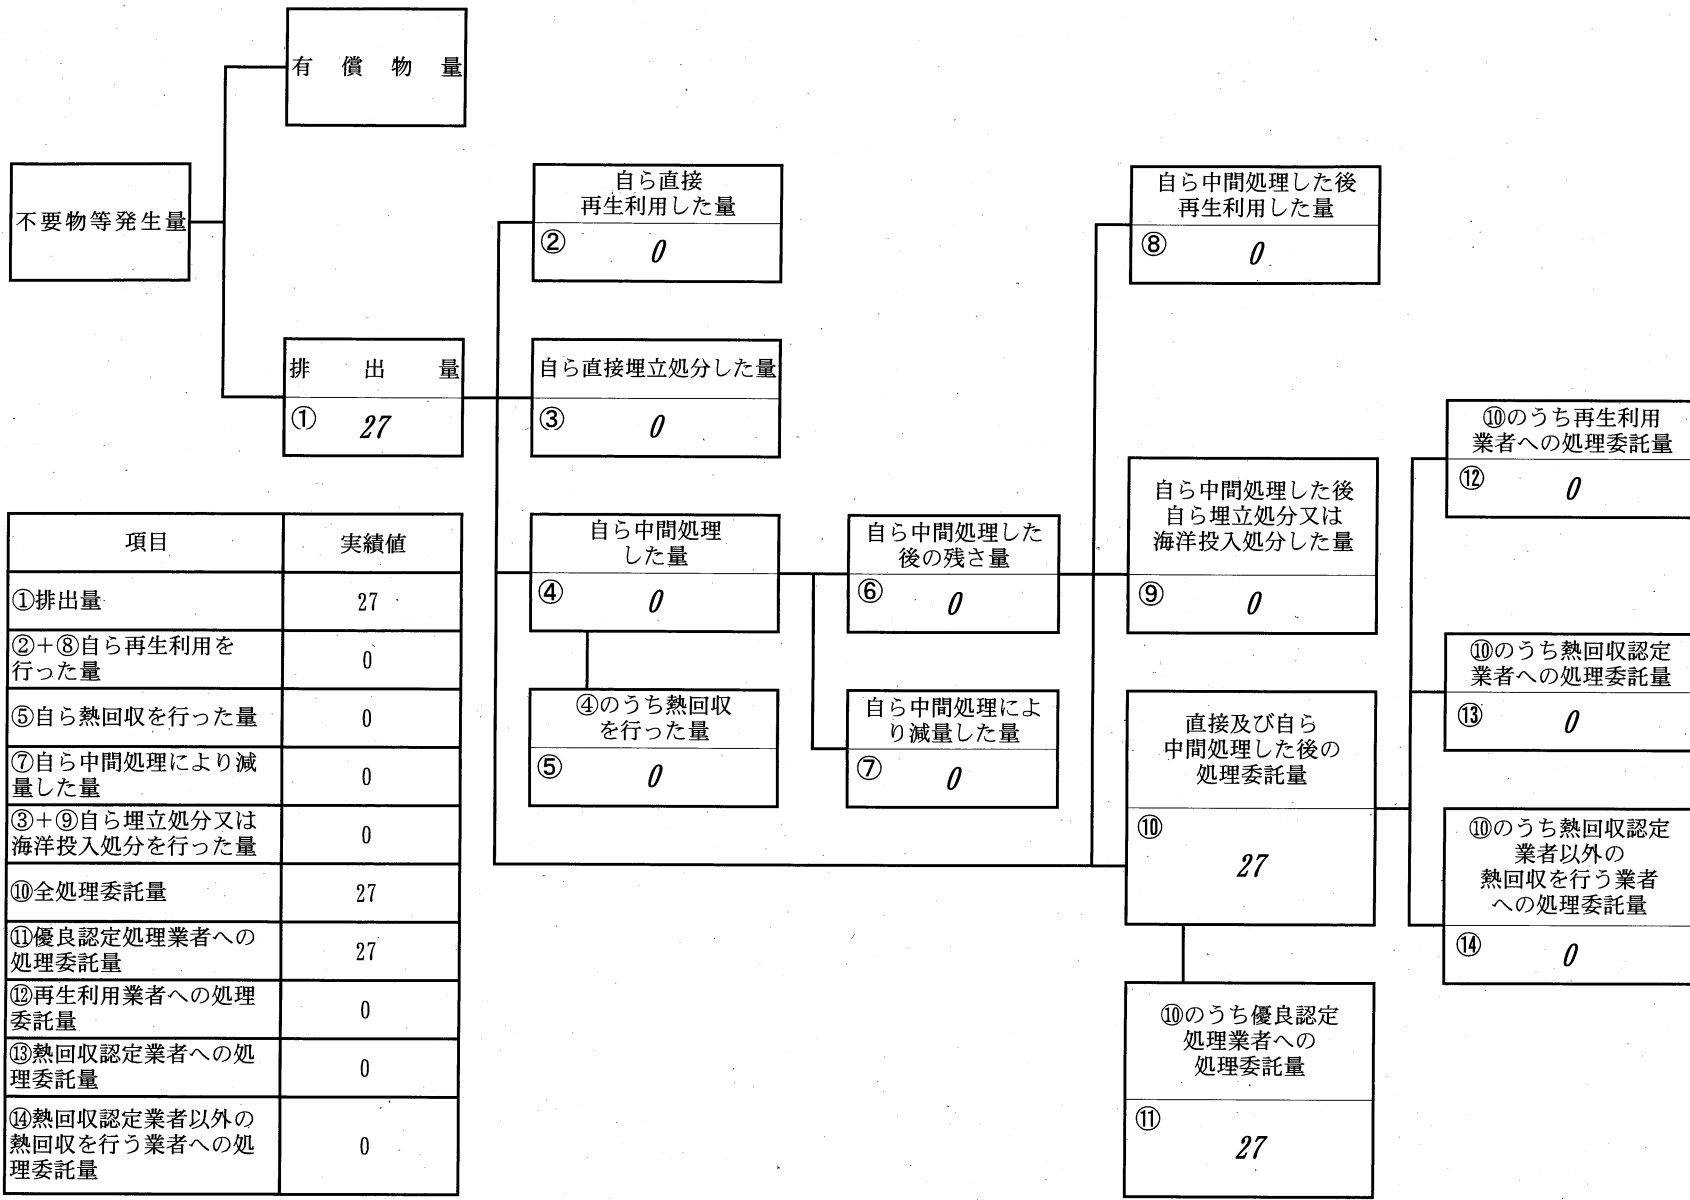 有償物量
不要物等発生量
排出量
① 27
自ら直接
再生利用した量
② 0
自ら直接埋立処分した量
③ 0
自ら中間処理
した量
④ 0
④のうち熱回収
を行った量
⑤ 0
自ら中間処理した
後の残さ量
⑥ 0
自ら中間処理によ
り減量した量
⑦ 0
自ら中間処理した後
再生利用した量
⑧ 0
自ら中間処理した後
自ら埋立処分又は
海洋投入処分した量
⑨ 0
直接及び自ら
中間処理した後の
処理委託量
⑩
27
⑩のうち優良認定
処理業者への
処理委託量
⑪
27
⑩のうち再生利用
業者への処理委託量
⑫ 0
⑩のうち熱回収認定
業者への処理委託量
⑬ 0
⑩のうち熱回収認定
業者以外の
熱回収を行う業者
への処理委託量
⑭ 0
項目 実績値
①排出量 27
②＋⑧自ら再生利用を
行った量 0
⑤自ら熱回収を行った量 0
⑦自ら中間処理により減
量した量 0
③＋⑨自ら埋立処分又は
海洋投入処分を行った量 0
⑩全処理委託量 27
⑪優良認定処理業者への
処理委託量 27
⑫再生利用業者への処理
委託量 0
⑬熱回収認定業者への処
理委託量 0
⑭熱回収認定業者以外の
熱回収を行う業者への処
理委託量 0